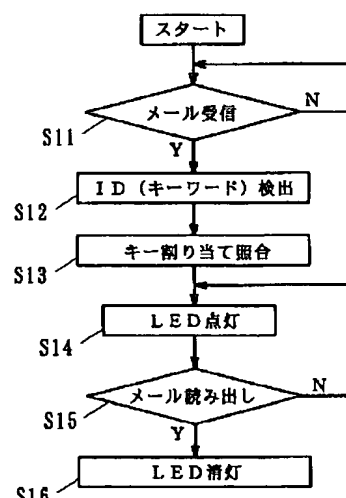 スタート
メール受信
N
S11
Y
ID（キーワード）検出
S12
キー割り当て照合
S13
LED点灯
S14
メール読み出し
N
S15
Y
LED消灯
S16